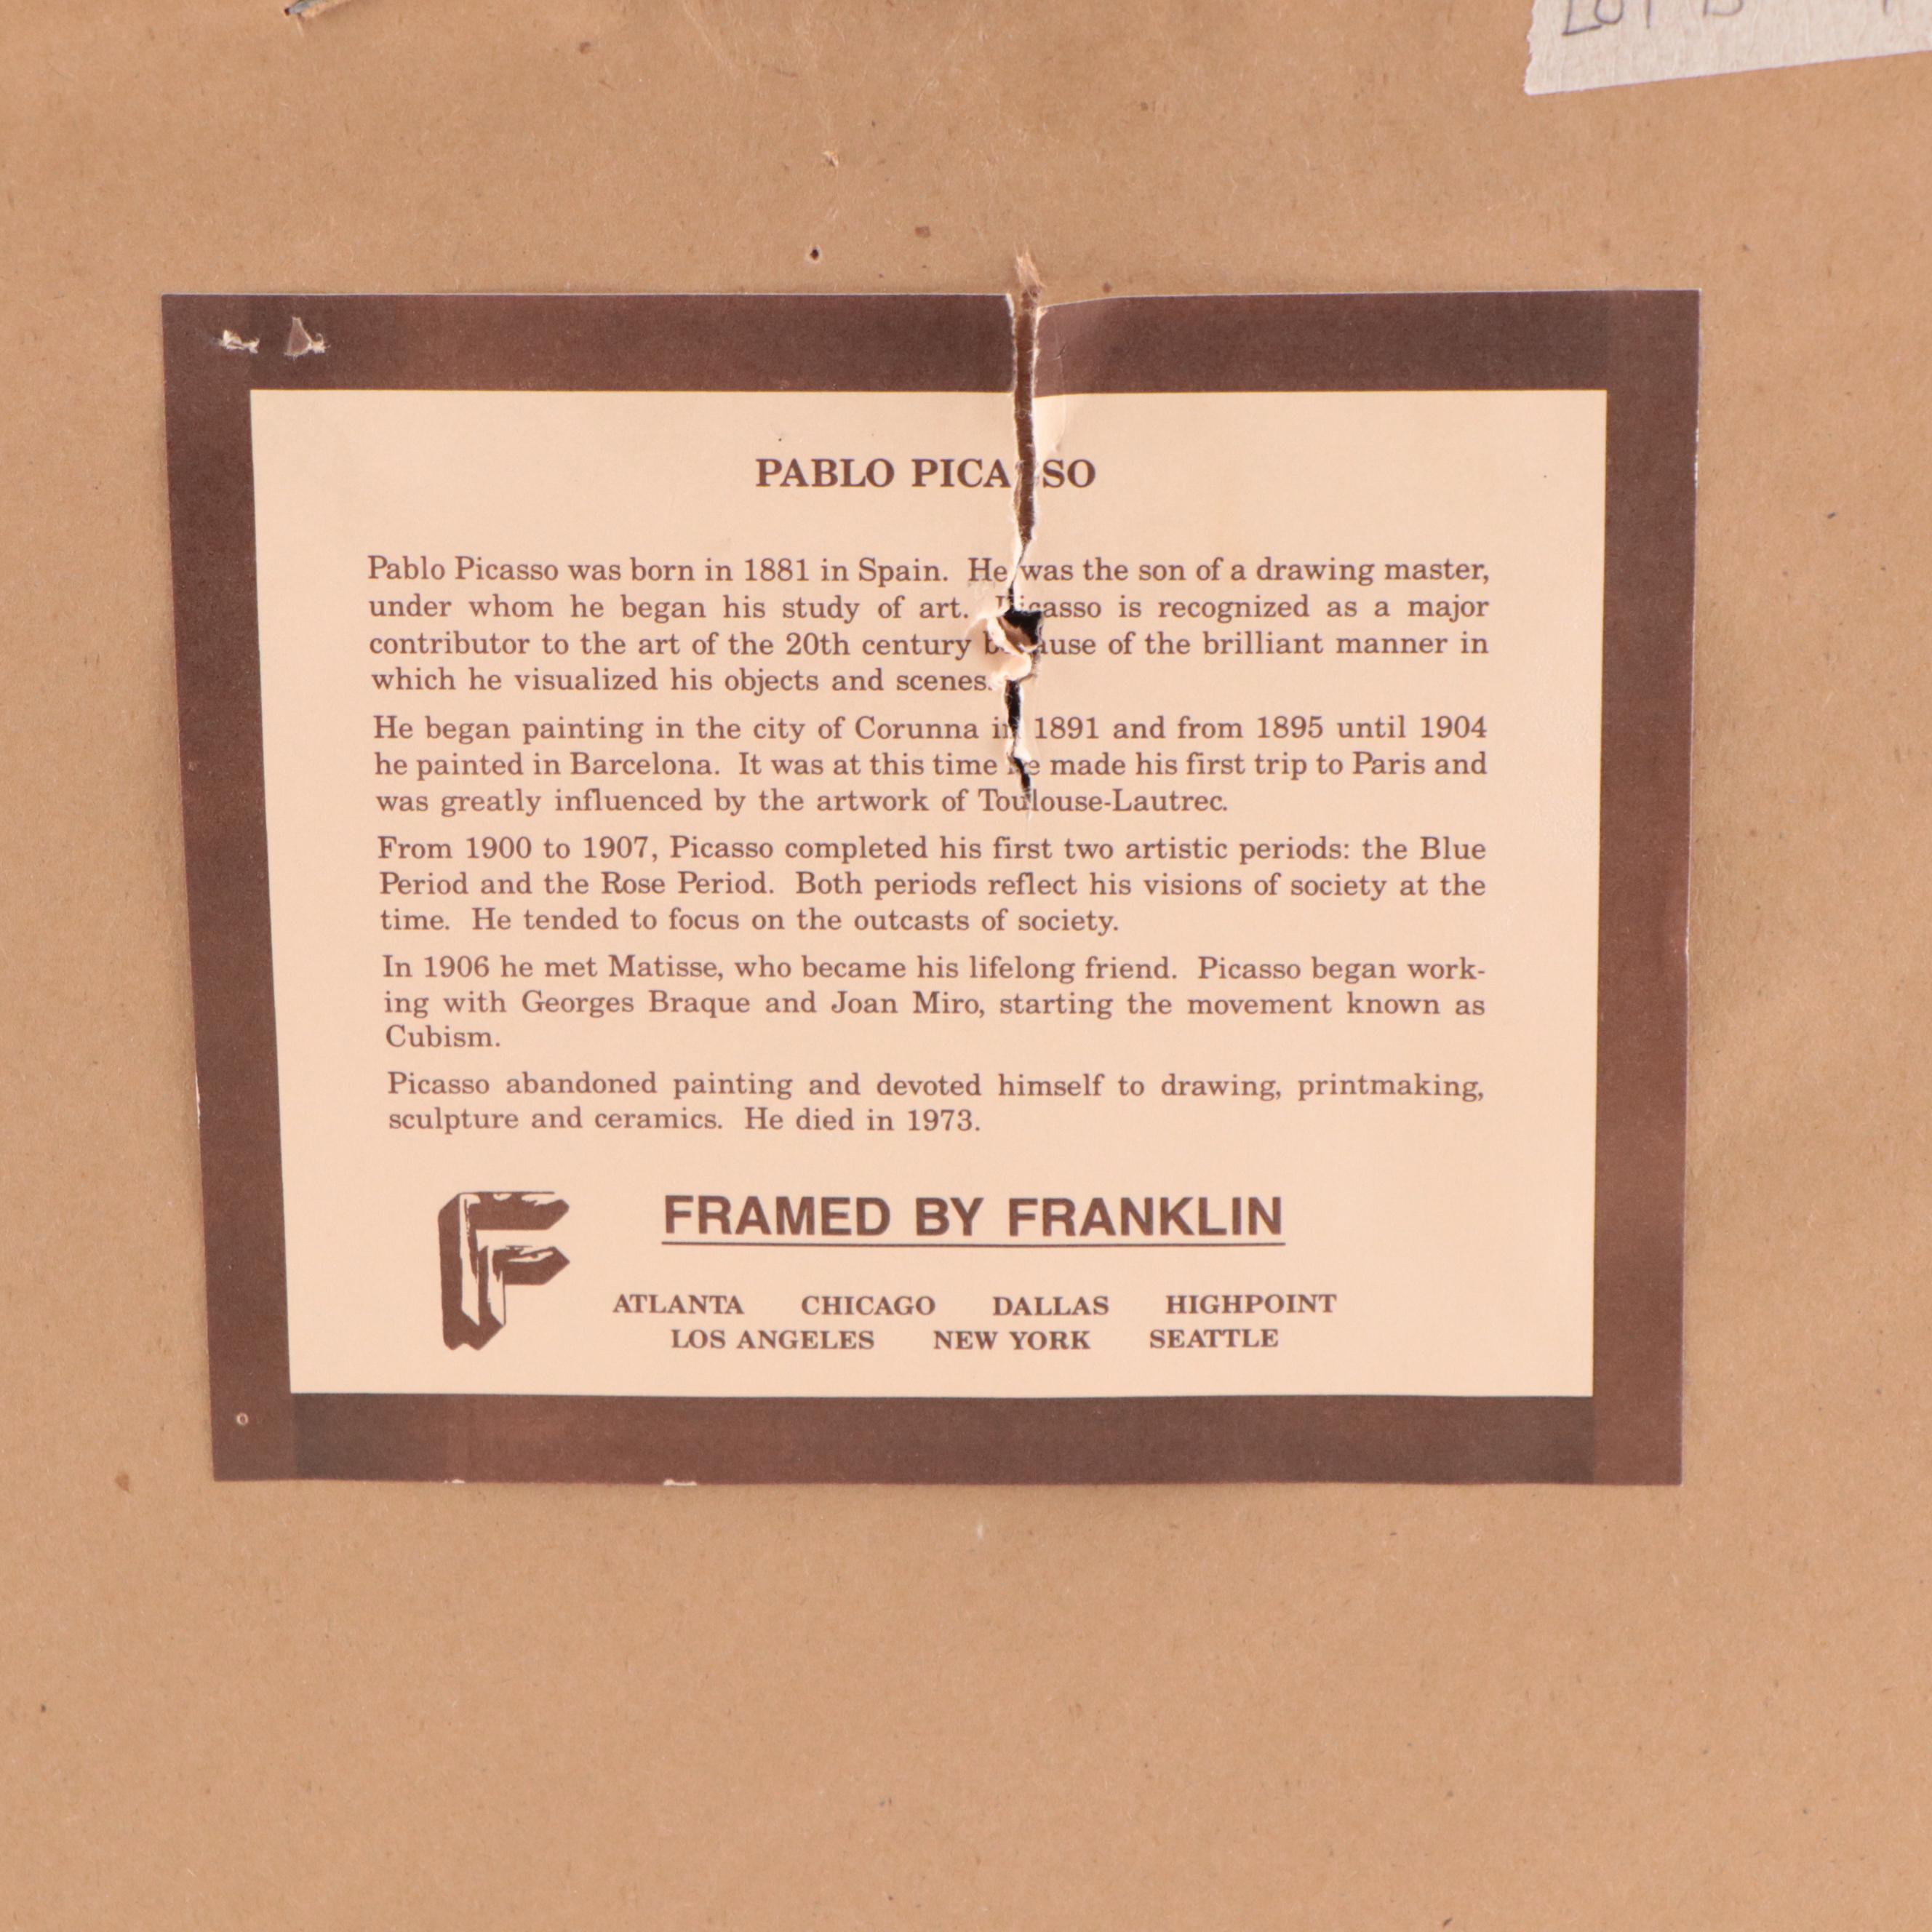 LOT
PABLO PICASSO
Pablo Picasso was born in 1881 in Spain. He was the son of a drawing master,
under whom he began his study of art. Picasso is recognized as a major
contributor to the art of the 20th century because of the brilliant manner in
which he visualized his objects and scenes.
He began painting in the city of Corunna in 1891 and from 1895 until 1904
he painted in Barcelona. It was at this time he made his first trip to Paris and
was greatly influenced by the artwork of Toulouse-Lautrec.
From 1900 to 1907, Picasso completed his first two artistic periods: the Blue
Period and the Rose Period. Both periods reflect his visions of society at the
time. He tended to focus on the outcasts of society.
In 1906 he met Matisse, who became his lifelong friend. Picasso began work-
ing with Georges Braque and Joan Miro, starting the movement known as
Cubism.
Picasso abandoned painting and devoted himself to drawing, printmaking,
sculpture and ceramics. He died in 1973.
F
FRAMED BY FRANKLIN
ATLANTA CHICAGO DALLAS HIGHPOINT
LOS ANGELES NEW YORK SEATTLE